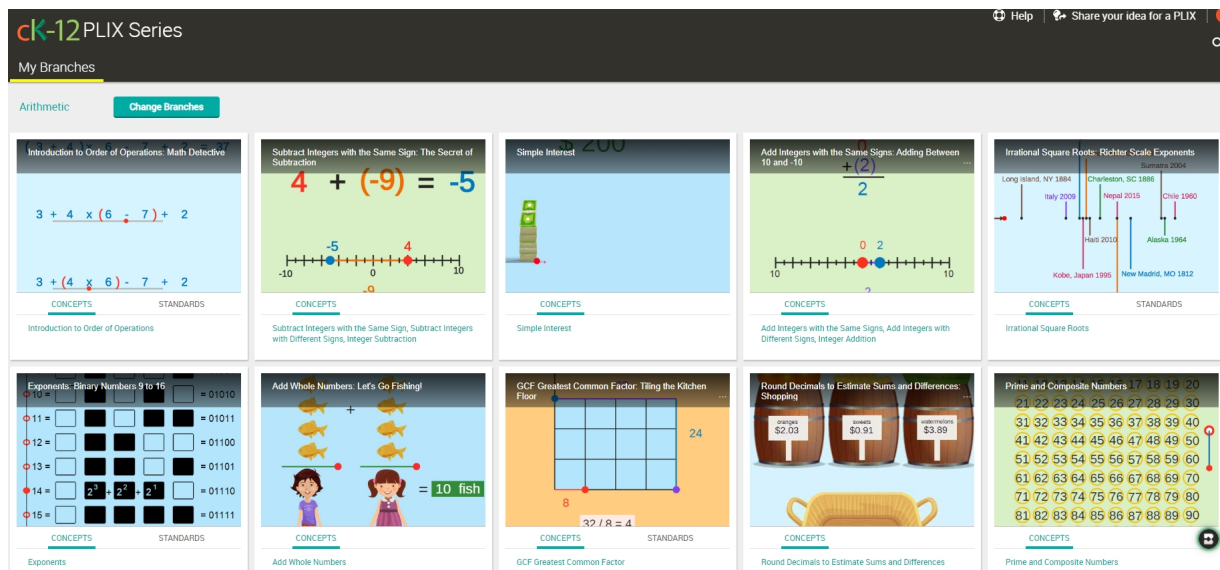 Help
Share your idea for a PLIX
cK-12 PLIX Series
My Branches
Arithmetic
Change Branches
Introduction to Order of Operations: Math Detective
3 + 4 x (6 - 7) + 2
3 + (4 x 6) - 7 + 2
CONCEPTS
STANDARDS
Introduction to Order of Operations
Subtract Integers with the Same Sign: The Secret of
Subtraction
4 + (-9) = -5
-5
4
-10
0
10
-9
CONCEPTS
Subtract Integers with the Same Sign, Subtract Integers
with Different Signs, Integer Subtraction
$ 200
Simple Interest
CONCEPTS
Simple Interest
Add Integers with the Same Signs: Adding Between
10 and -10
...
+(2)
2
0 2
10
10
2
CONCEPTS
Add Integers with the Same Signs, Add Integers with
Different Signs, Integer Addition
Irrational Square Roots: Richter Scale Exponents
Sumatra 2004
Long Island, NY 1884
Charleston, SC 1886
Italy 2009
Nepal 2015
Chile 1960
Haiti 2010
Alaska 1964
Kobe, Japan 1995
New Madrid, MO 1812
CONCEPTS
STANDARDS
Irrational Square Roots
Exponents: Binary Numbers 9 to 16
10 = = 01010
11 = = 01011
12 = = 01100
13 = = 01101
14 = 2³ + 2² + 2¹ = 01110
15 = = 01111
CONCEPTS
STANDARDS
Exponents
Add Whole Numbers: Let's Go Fishing!
+
= 10 fish
CONCEPTS
Add Whole Numbers
GCF Greatest Common Factor: Tiling the Kitchen
Floor
...
24
8
32 / 8 = 4
CONCEPTS
STANDARDS
GCF Greatest Common Factor
Round Decimals to Estimate Sums and Differences:
Shopping
oranges
$2.03
sweets
$0.91
watermelons
$3.89
CONCEPTS
Round Decimals to Estimate Sums and Differences
Prime and Composite Numbers
17 18 19 20
21 22 23 24 25 26 27 28 29 30
31 32 33 34 35 36 37 38 39 40
41 42 43 44 45 46 47 48 49 50
51 52 53 54 55 56 57 58 59 60
61 62 63 64 65 66 67 68 69 70
71 72 73 74 75 76 77 78 79 80
81 82 83 84 85 86 87 88 89 90
CONCEPTS
Prime and Composite Numbers